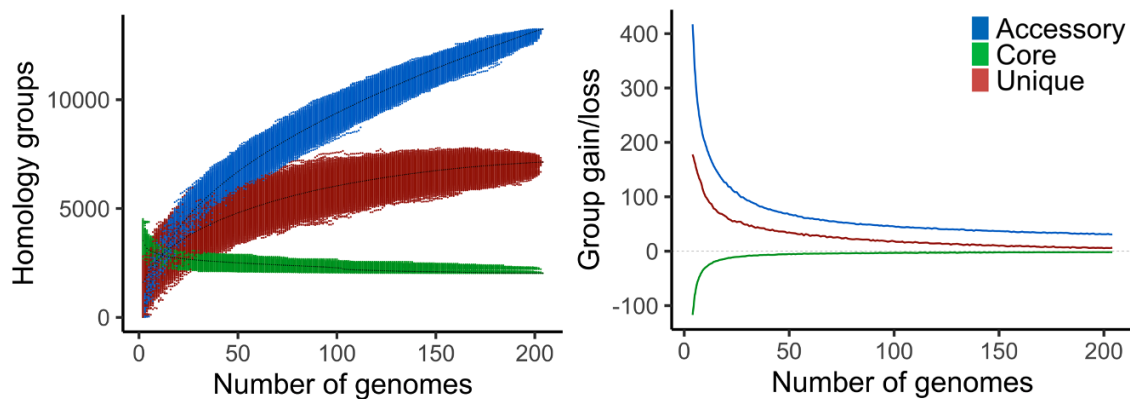 Homology groups
10000
5000
0
0
50
100
150
200
Number of genomes
Group gain/loss
400
300
200
100
0
-100
0
50
100
150
200
Number of genomes
Accessory
Core
Unique